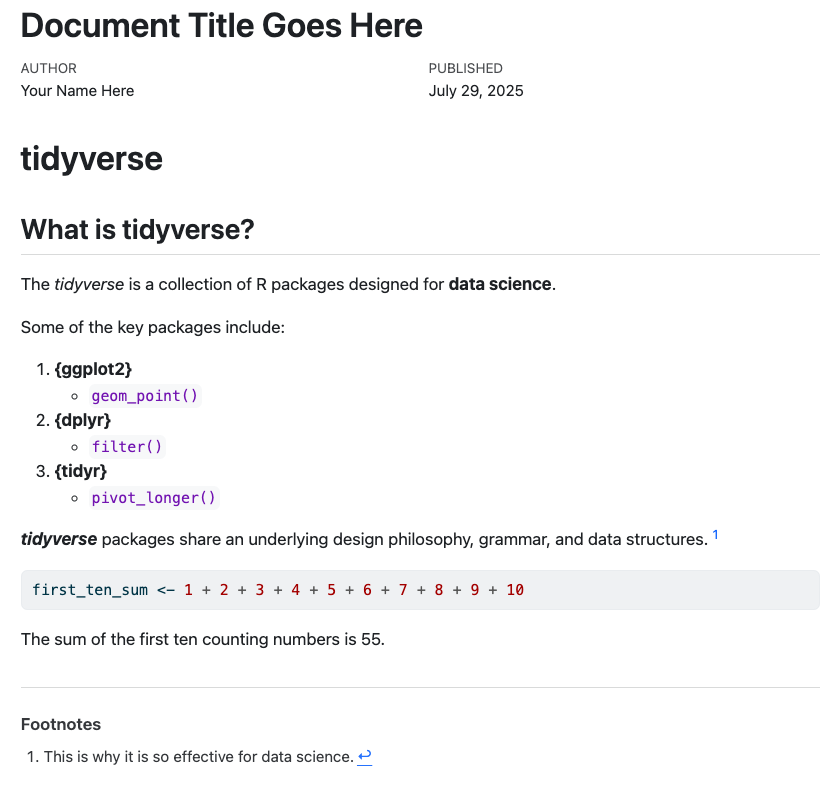 Document Title Goes Here
AUTHOR
Your Name Here
PUBLISHED
July 29, 2025
tidyverse
What is tidyverse?
The tidyverse is a collection of R packages designed for data science.
Some of the key packages include:
1. {ggplot2}
◦ geom_point()
2. {dplyr}
◦ filter()
3. {tidyr}
◦ pivot_longer()
tidyverse packages share an underlying design philosophy, grammar, and data structures. 1
first_ten_sum <- 1 + 2 + 3 + 4 + 5 + 6 + 7 + 8 + 9 + 10
The sum of the first ten counting numbers is 55.
Footnotes
1. This is why it is so effective for data science. ↩